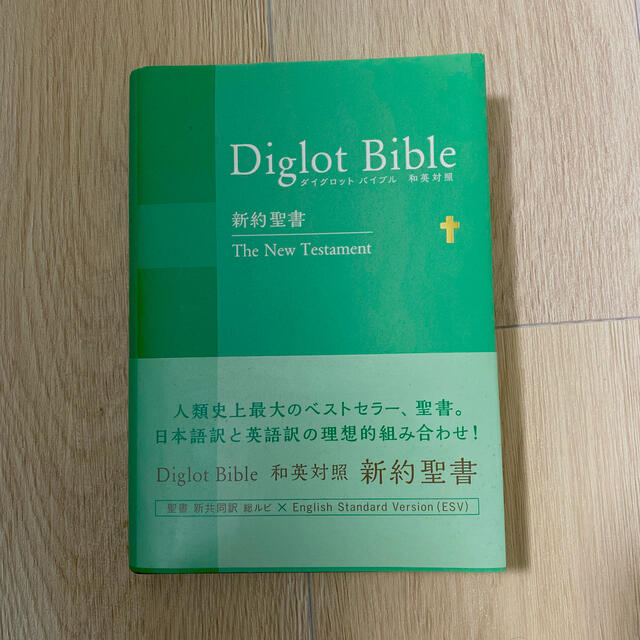 Diglot Bible
ダイグロット バイブル 和英対照
新約聖書
The New Testament
人類史上最大のベストセラー、聖書。
日本語訳と英語訳の理想的組み合わせ!
Diglot Bible 和英対照 新約聖書
聖書 新共同訳 総ルビ × English Standard Version (ESV)